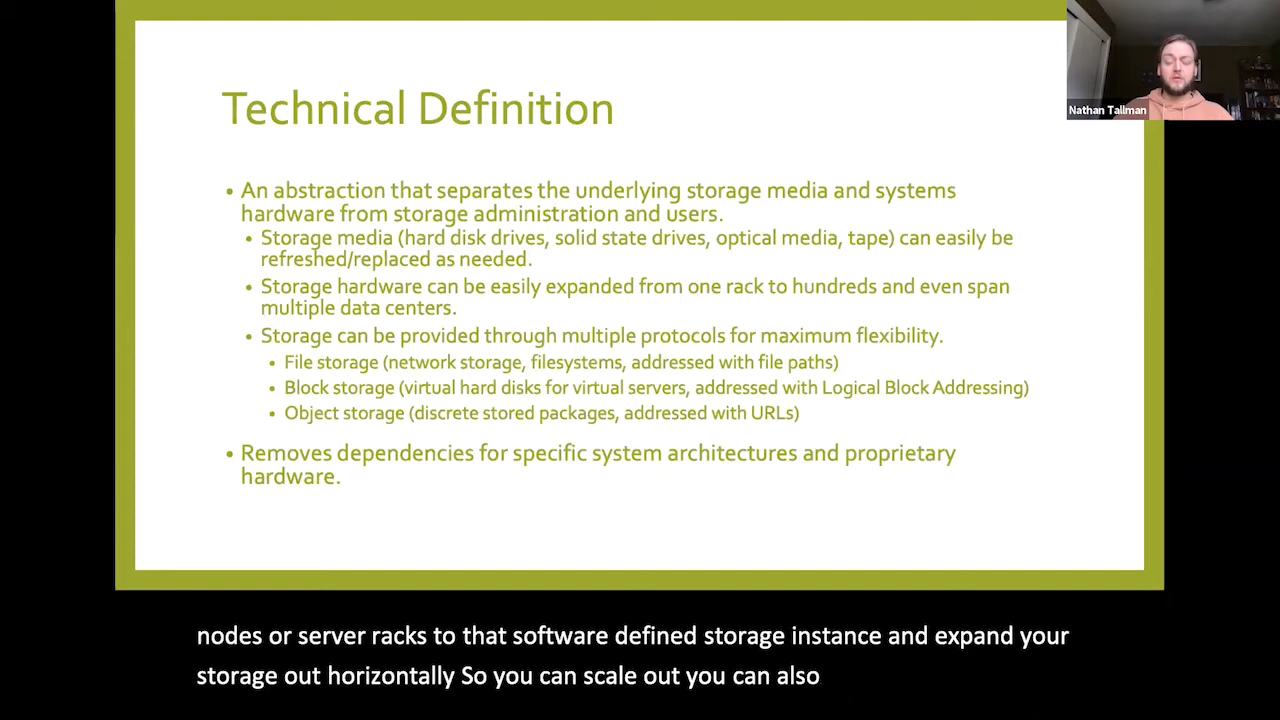 Technical Definition
Nathan Tallman
• An abstraction that separates the underlying storage media and systems
hardware from storage administration and users.
• Storage media (hard disk drives, solid state drives, optical media, tape) can easily be
refreshed/replaced as needed.
• Storage hardware can be easily expanded from one rack to hundreds and even span
multiple data centers.
• Storage can be provided through multiple protocols for maximum flexibility.
• File storage (network storage, filesystems, addressed with file paths)
• Block storage (virtual hard disks for virtual servers, addressed with Logical Block Addressing)
• Object storage (discrete stored packages, addressed with URLs)
• Removes dependencies for specific system architectures and proprietary
hardware.
nodes or server racks to that software defined storage instance and expand your
storage out horizontally So you can scale out you can also